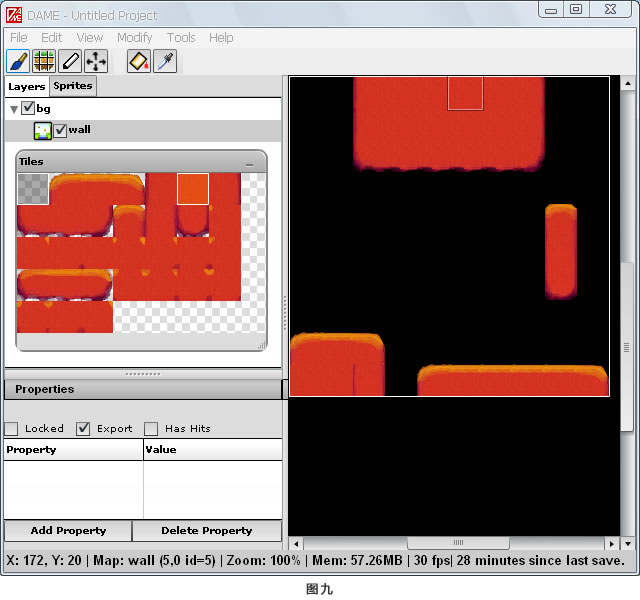 DAME - Untitled Project
File Edit View Modify Tools Help
Layers Sprites
bg
wall
Tiles
Properties
Locked Export Has Hits
Property Value
Add Property Delete Property
X: 172, Y: 20 | Map: wall (5,0 id=5) | Zoom: 100% | Mem: 57.26MB | 30 fps| 28 minutes since last save.
图九